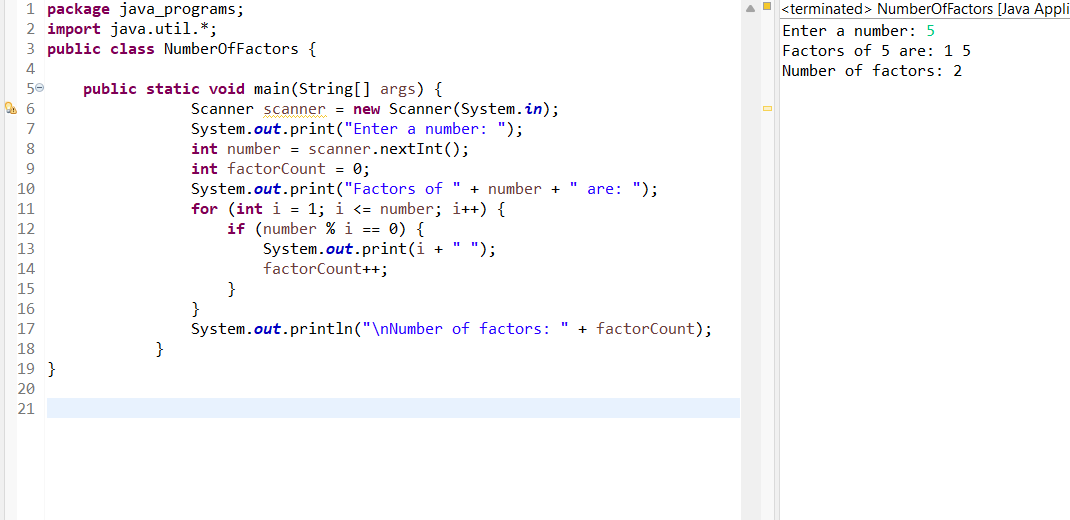 1 package java_programs;
2 import java.util.*;
3 public class NumberOfFactors {
4
5 public static void main(String[] args) {
6 Scanner scanner = new Scanner(System.in);
7 System.out.print("Enter a number: ");
8 int number = scanner.nextInt();
9 int factorCount = 0;
10 System.out.print("Factors of " + number + " are: ");
11 for (int i = 1; i <= number; i++) {
12 if (number % i == 0) {
13 System.out.print(i + " ");
14 factorCount++;
15 }
16 }
17 System.out.println("\nNumber of factors: " + factorCount);
18 }
19 }
20
21
<terminated> NumberOfFactors [Java Appli
Enter a number: 5
Factors of 5 are: 1 5
Number of factors: 2